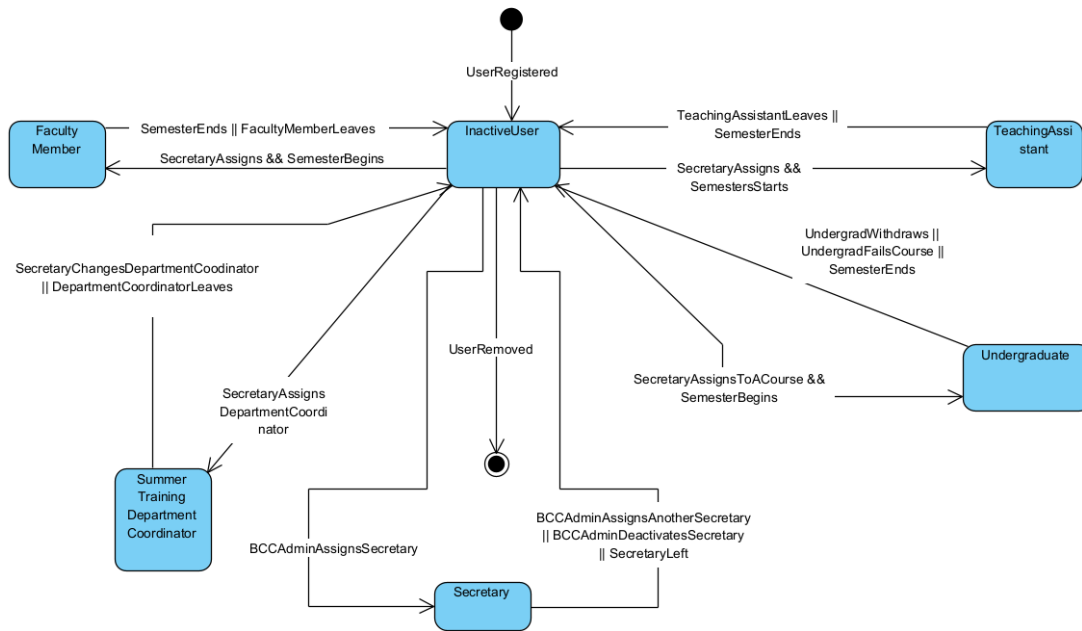 UserRegistered
Faculty
Member
SemesterEnds || FacultyMemberLeaves
InactiveUser
TeachingAssistantLeaves ||
SemesterEnds
TeachingAssi
stant
SecretaryAssigns && SemesterBegins
SecretaryAssigns &&
SemestersStarts
SecretaryChangesDepartmentCoodinator
|| DepartmentCoordinatorLeaves
UndergradWithdraws ||
UndergradFailsCourse ||
SemesterEnds
UserRemoved
Undergraduate
SecretaryAssigns
DepartmentCoordi
nator
SecretaryAssignsToACourse &&
SemesterBegins
Summer
Training
Department
Coordinator
BCCAdminAssignsSecretary
BCCAdminAssignsAnotherSecretary
|| BCCAdminDeactivatesSecretary
|| SecretaryLeft
Secretary